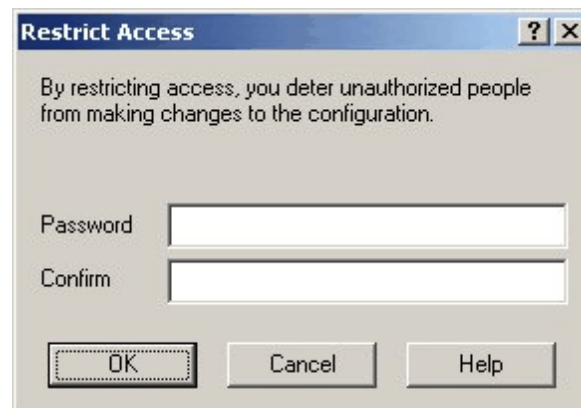 Restrict Access
By restricting access, you deter unauthorized people
from making changes to the configuration.
Password
Confirm
OK Cancel Help